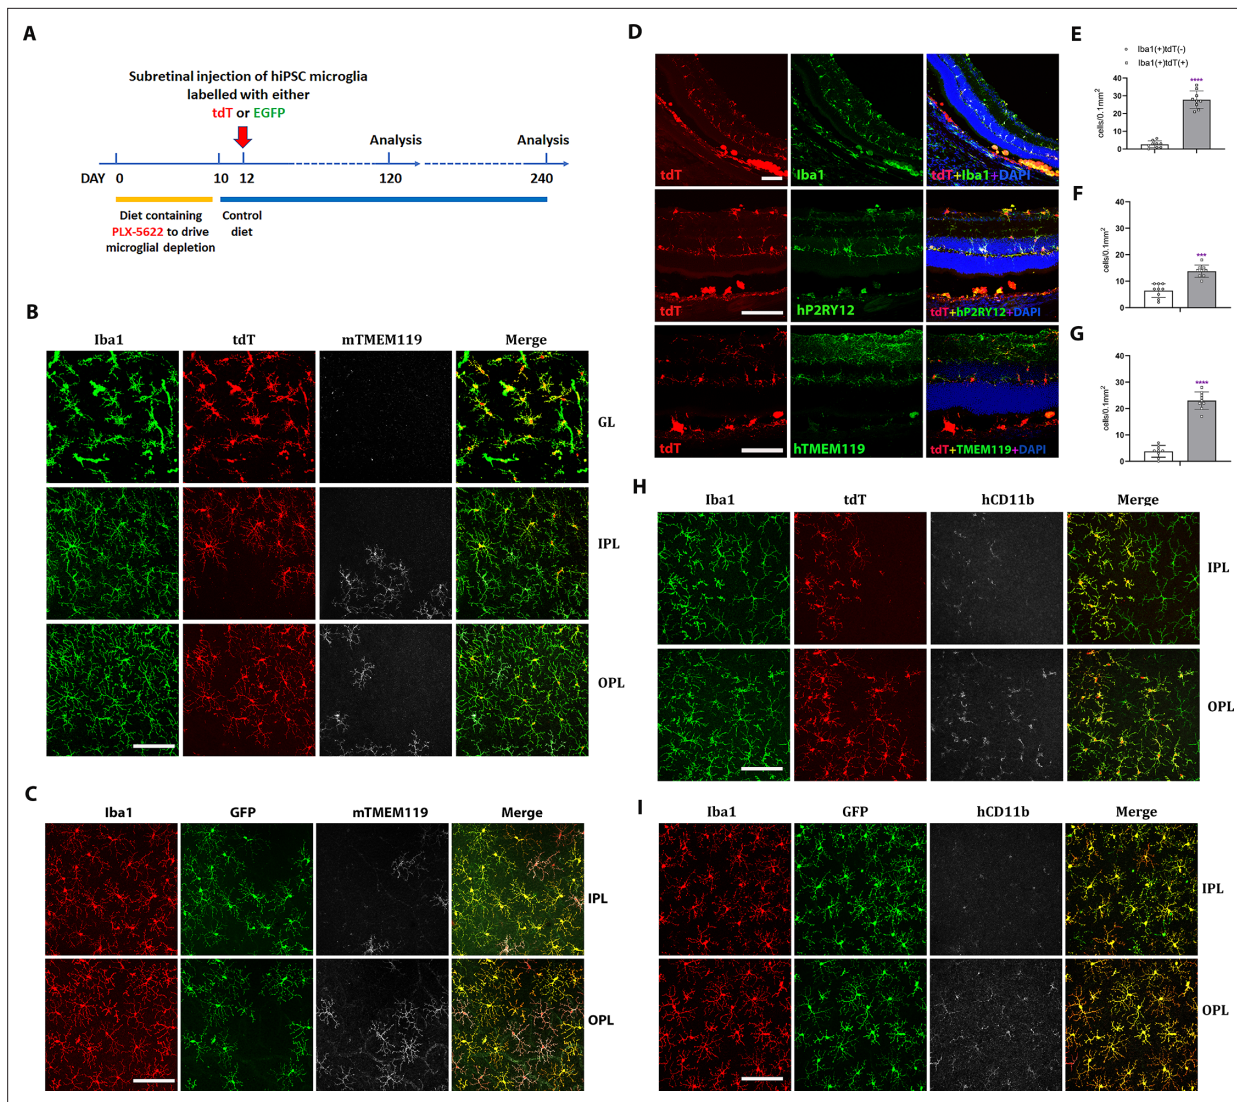 A
Subretinal injection of hiPSC microglia
labelled with either
tdT or EGFP
Analysis
Analysis
DAY
0
10
12
120
240
Diet containing
PLX-5622 to drive
microglial depletion
Control
diet
B
Iba1
tdT
mTMEM119
Merge
GL
IPL
OPL
C
Iba1
GFP
mTMEM119
Merge
IPL
OPL
D
tdT
Iba1
tdT+Iba1+DAPI
tdT
hP2RY12
tdT+hP2RY12+DAPI
tdT
hTMEM119
tdT+TMEM119+DAPI
E
Iba1(+)tdT(-)
Iba1(+)tdT(+)
cells/0.1mm²
40
30
20
10
0
****
F
cells/0.1mm²
40
30
20
10
0
***
G
cells/0.1mm²
40
30
20
10
0
****
H
Iba1
tdT
hCD11b
Merge
IPL
OPL
I
Iba1
GFP
hCD11b
Merge
IPL
OPL